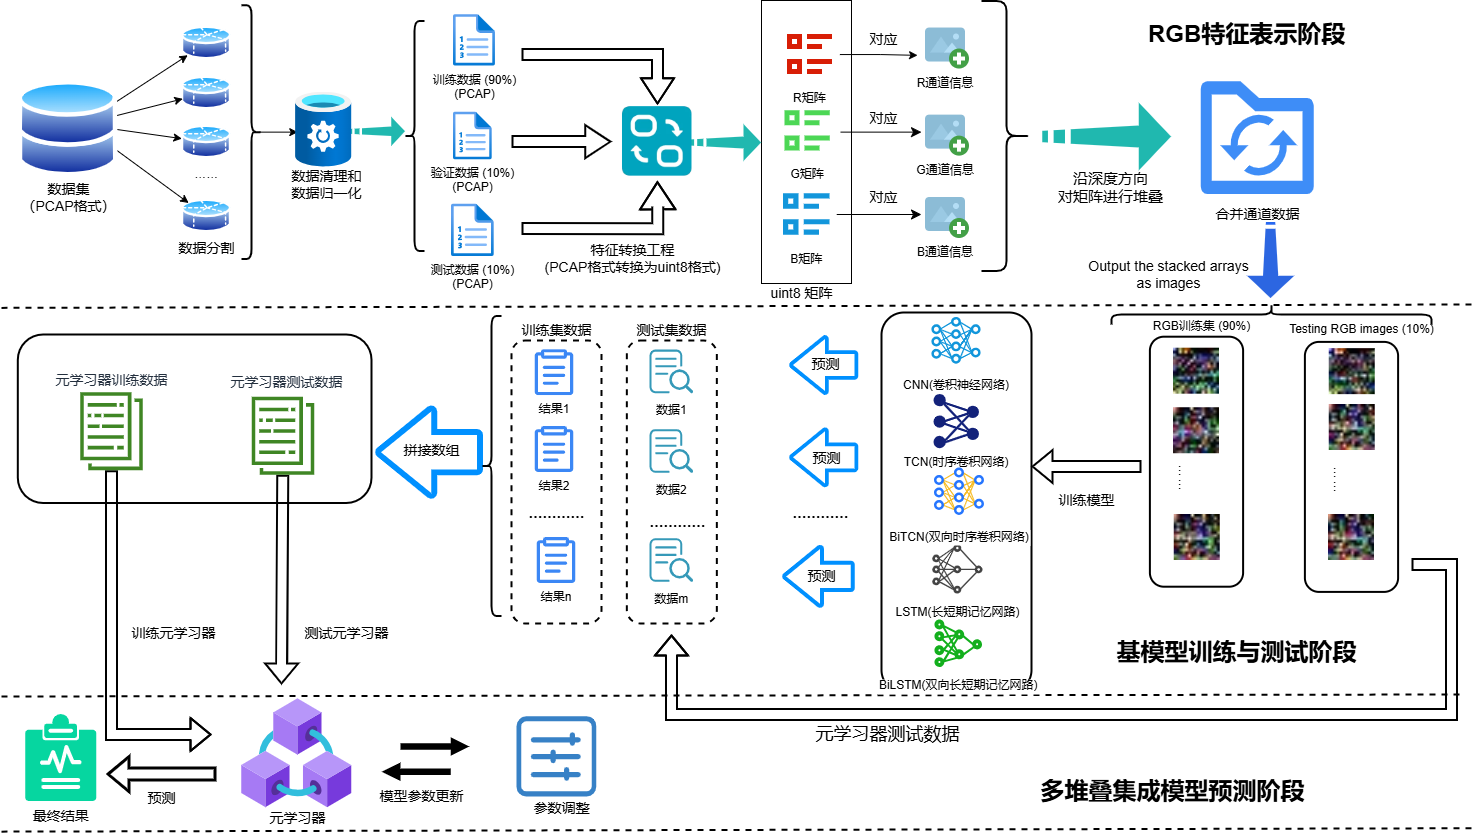 RGB特征表示阶段
数据集
（PCAP格式）
……
数据分割
数据清理和
数据归一化
训练数据 (90%)
(PCAP)
验证数据 (10%)
(PCAP)
测试数据 (10%)
(PCAP)
特征转换工程
(PCAP格式转换为uint8格式)
R矩阵
G矩阵
B矩阵
uint8 矩阵
对应
对应
对应
R通道信息
G通道信息
B通道信息
沿深度方向
对矩阵进行堆叠
合并通道数据
Output the stacked arrays
as images
RGB训练集 (90%)
Testing RGB images (10%)
……
……
训练模型
CNN(卷积神经网络)
TCN(时序卷积网络)
BiTCN(双向时序卷积网络)
LSTM(长短期记忆网路)
BiLSTM(双向长短期记忆网路)
预测
预测
…………
预测
训练集数据
结果1
结果2
…………
结果n
测试集数据
数据1
数据2
…………
数据m
拼接数组
元学习器训练数据
元学习器测试数据
训练元学习器
测试元学习器
基模型训练与测试阶段
元学习器测试数据
最终结果
预测
元学习器
模型参数更新
参数调整
多堆叠集成模型预测阶段